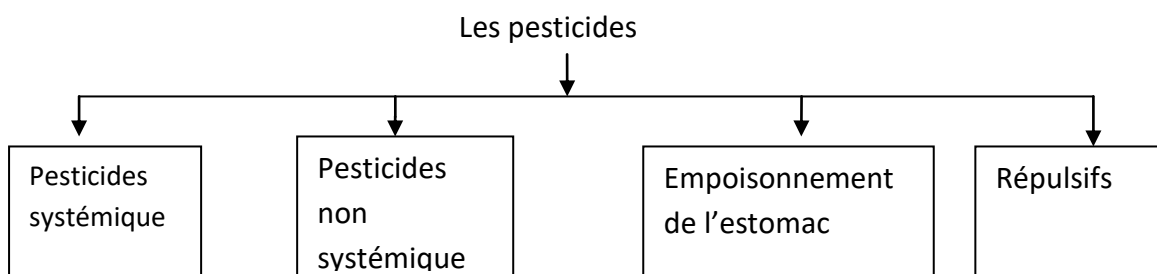 Les pesticides
Pesticides
systémique
Pesticides
non
systémique
Empoisonnement
de l’estomac
Répulsifs